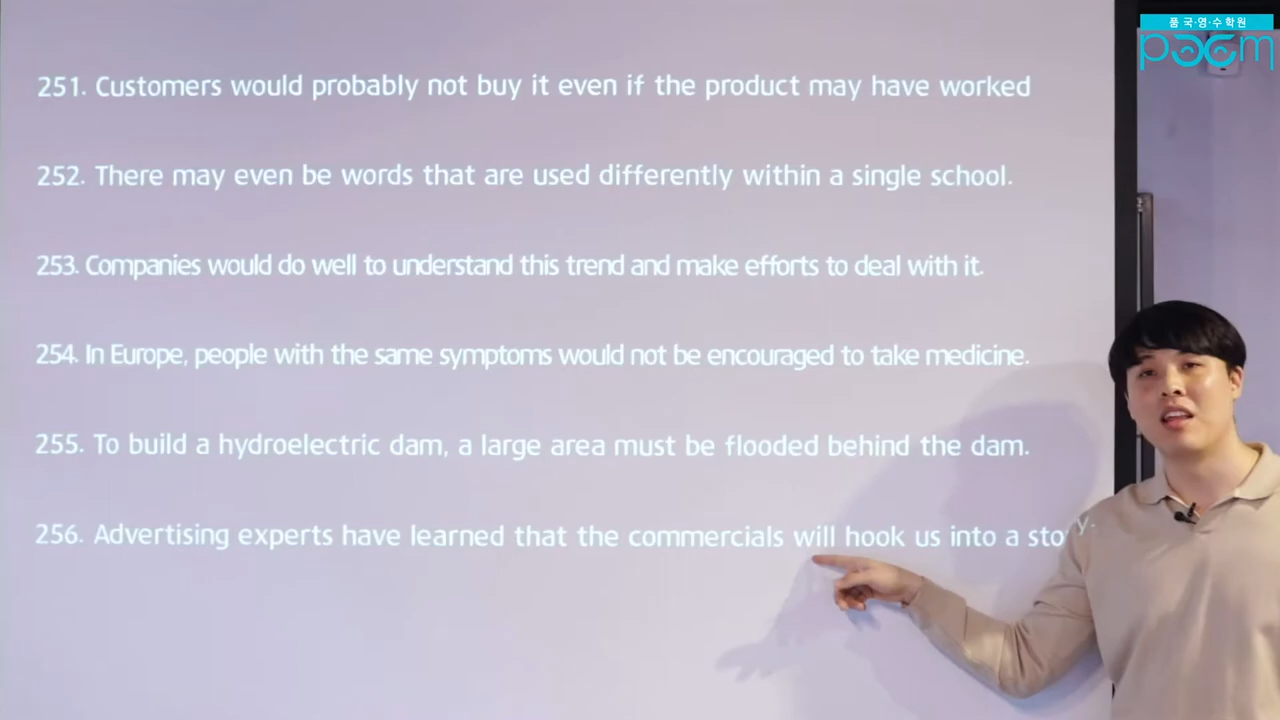 품 국·영·수 학원
poem
251. Customers would probably not buy it even if the product may have worked
252. There may even be words that are used differently within a single school.
253. Companies would do well to understand this trend and make efforts to deal with it.
254. In Europe, people with the same symptoms would not be encouraged to take medicine.
255. To build a hydroelectric dam, a large area must be flooded behind the dam.
256. Advertising experts have learned that the commercials will hook us into a story.